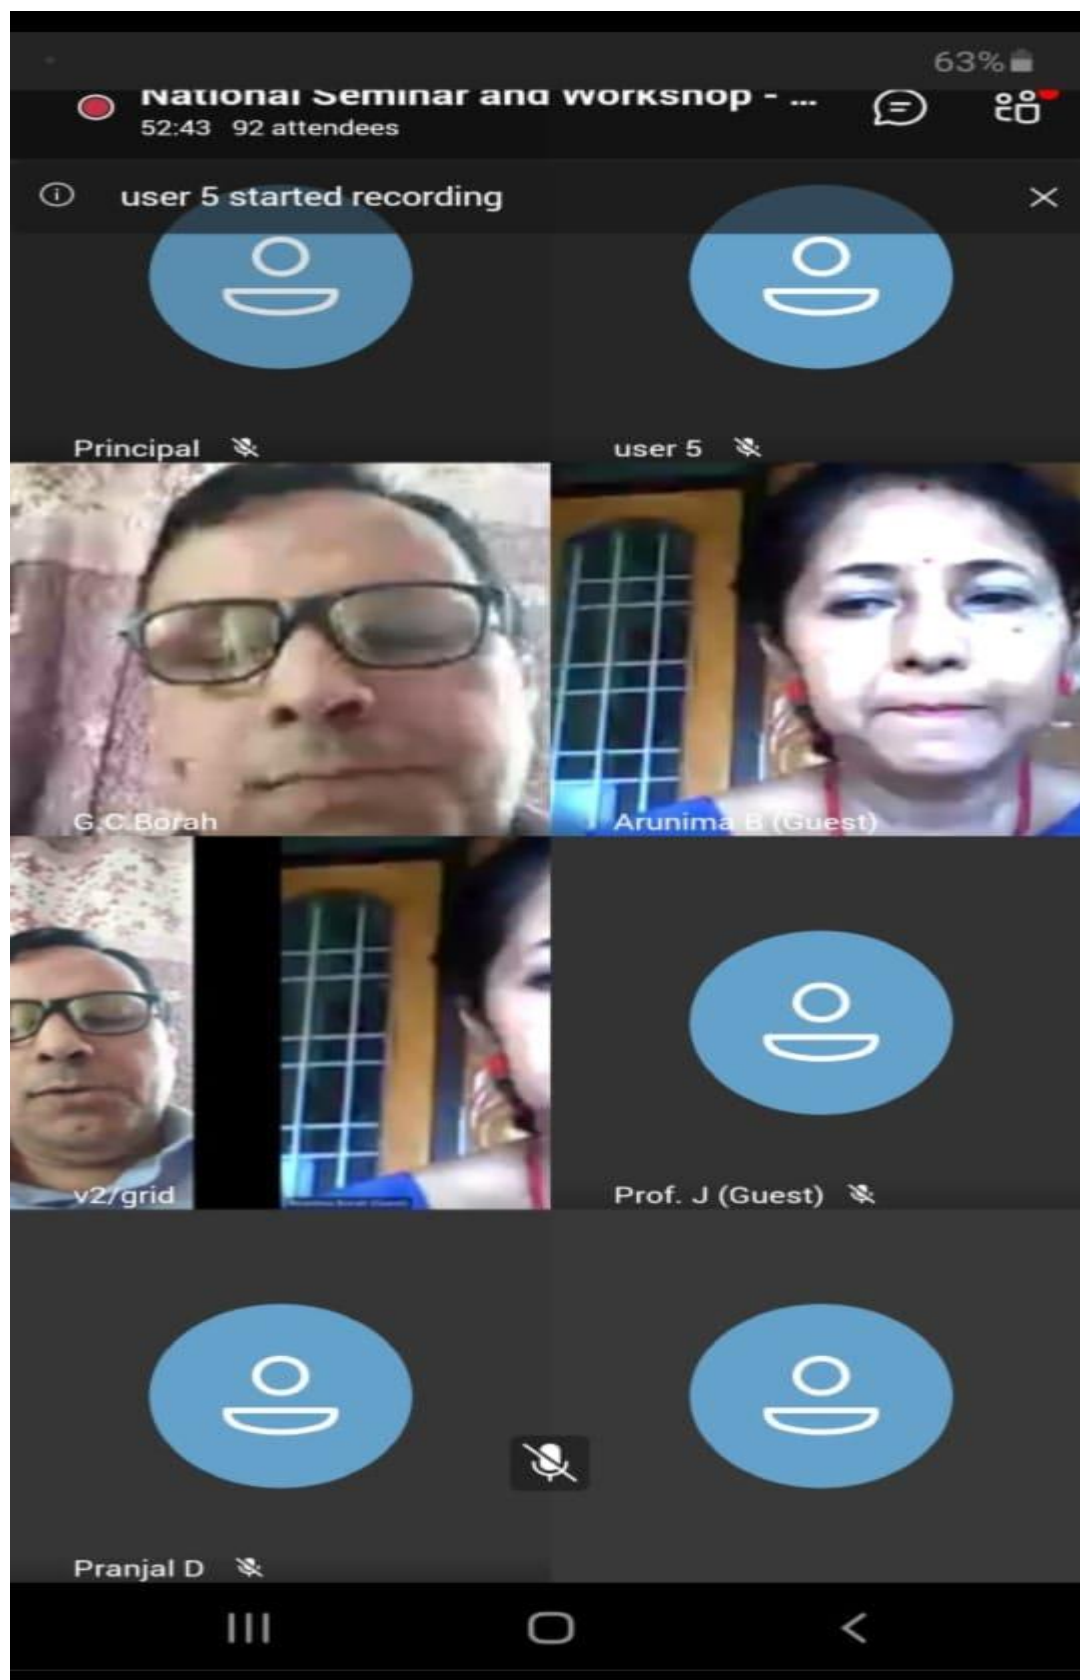 63%
National Seminar and Workshop - ...
52:43 92 attendees
user 5 started recording
Principal
user 5
G.C.Borah
Arunima B (Guest)
v2/grid
Prof. J (Guest)
Pranjal D